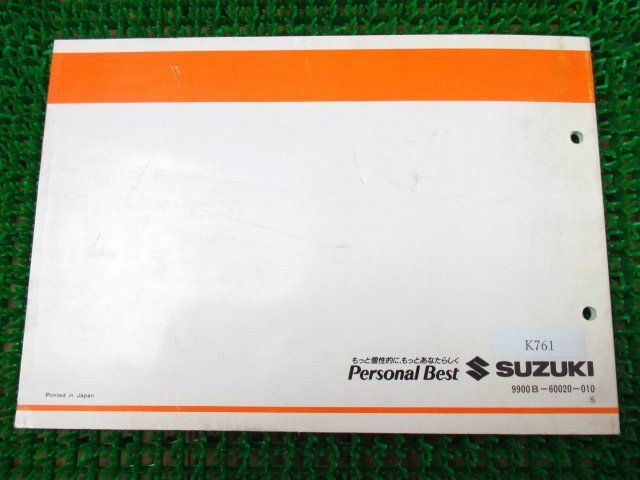 K761
もっと個性的に、もっとあなたらしく
Personal Best SUZUKI
9900B-60020-010
S
Printed in Japan